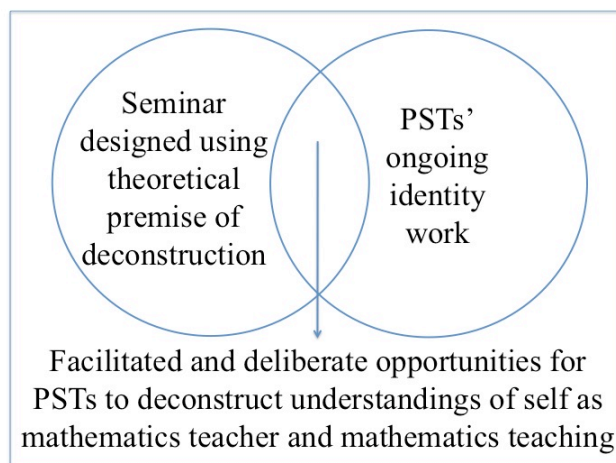 Seminar
designed using
theoretical
premise of
deconstruction
PSTs’
ongoing
identity
work
Facilitated and deliberate opportunities for
PSTs to deconstruct understandings of self as
mathematics teacher and mathematics teaching